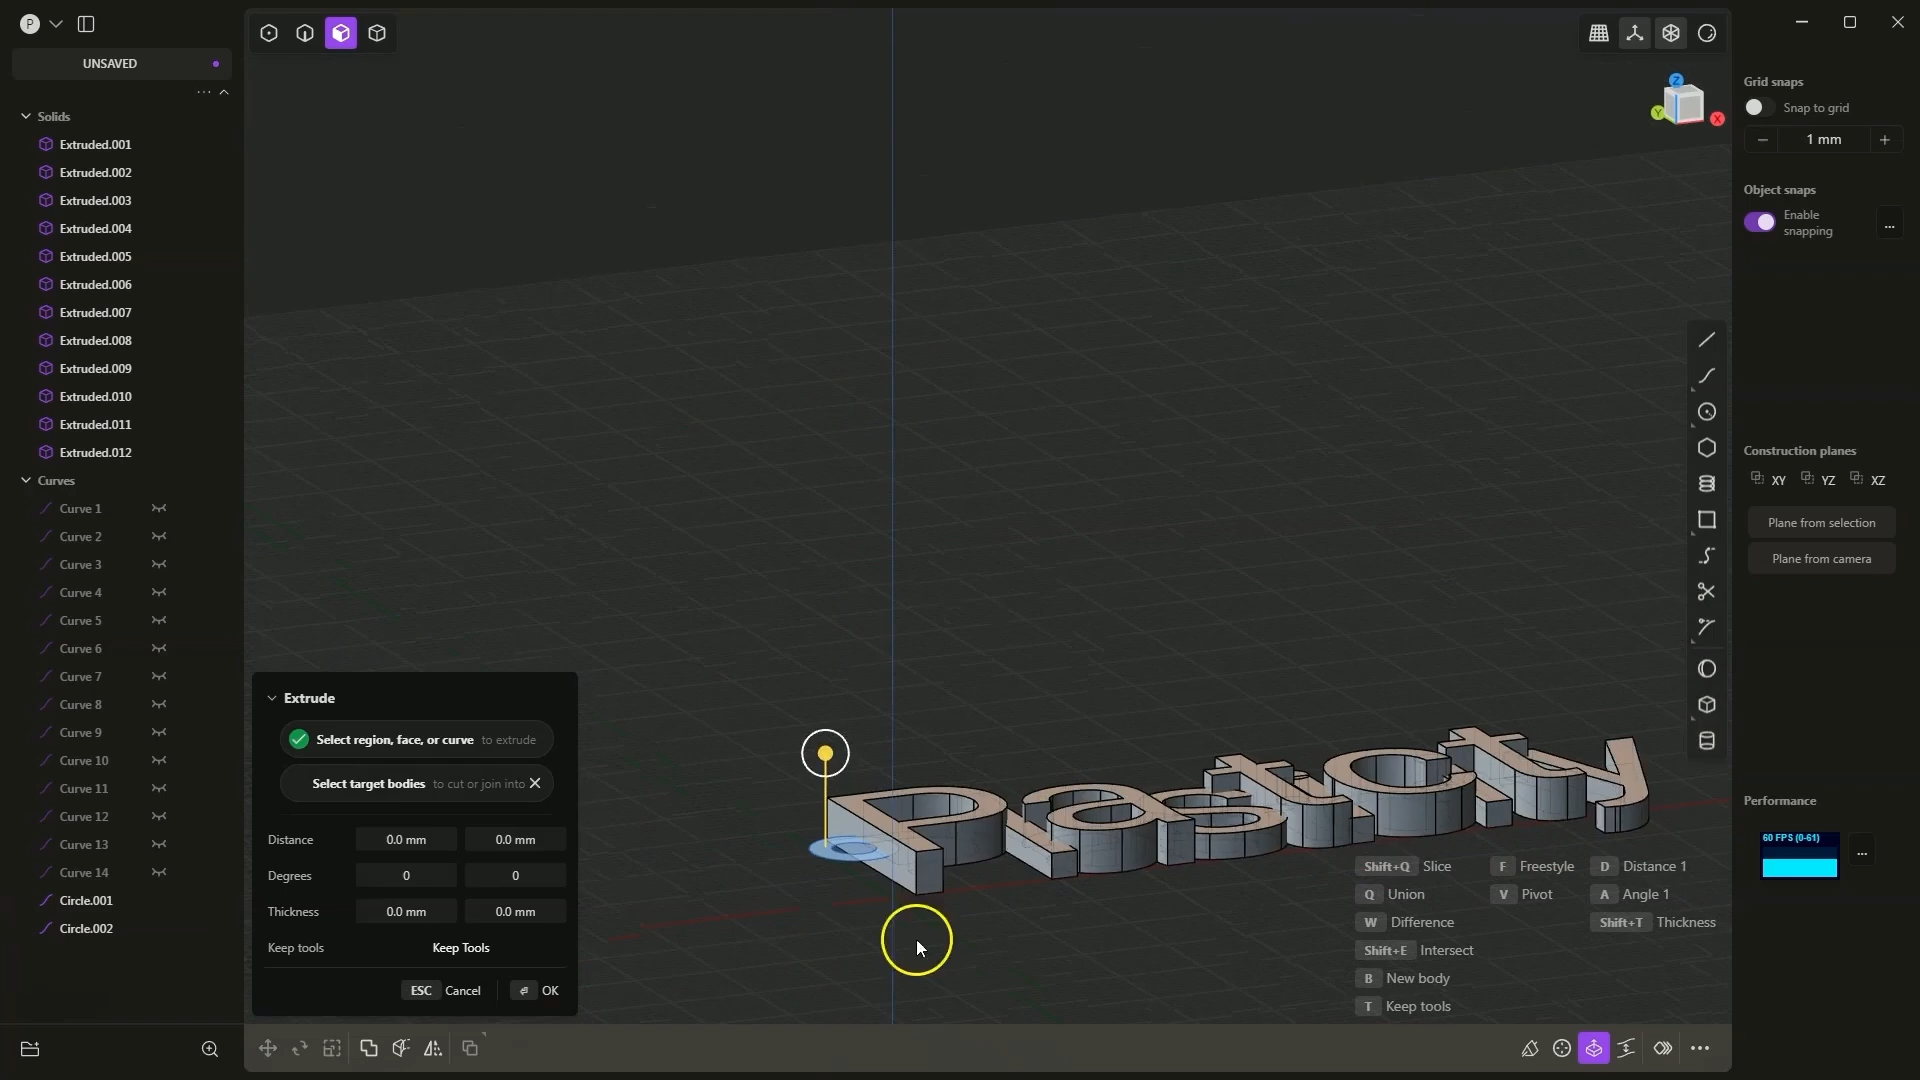 P
UNSAVED
...
Solids
Extruded.001
Extruded.002
Extruded.003
Extruded.004
Extruded.005
Extruded.006
Extruded.007
Extruded.008
Extruded.009
Extruded.010
Extruded.011
Extruded.012
Curves
Curve 1
Curve 2
Curve 3
Curve 4
Curve 5
Curve 6
Curve 7
Curve 8
Curve 9
Curve 10
Curve 11
Curve 12
Curve 13
Curve 14
Circle.001
Circle.002
Extrude
Select region, face, or curve to extrude
Select target bodies to cut or join into
Distance 0.0 mm 0.0 mm
Degrees 0 0
Thickness 0.0 mm 0.0 mm
Keep tools Keep Tools
ESC Cancel OK
Plasticity
Shift+Q Slice F Freestyle D Distance 1
Q Union V Pivot A Angle 1
W Difference Shift+T Thickness
Shift+E Intersect
B New body
T Keep tools
Z
Y
X
Grid snaps
Snap to grid
− 1 mm +
Object snaps
Enable
snapping
...
Construction planes
XY YZ XZ
Plane from selection
Plane from camera
Performance
60 FPS (0-61)
...